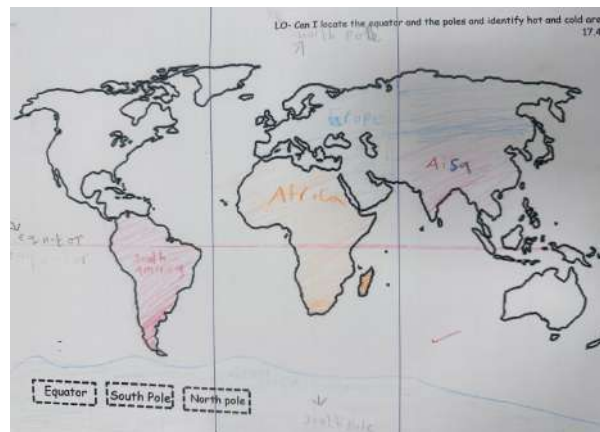 LO- Can I locate the equator and the poles and identify hot and cold are
17.4
north Pole
Europe
Aisa
Africa
equator
South
america
Equator
South Pole
North pole
south pole